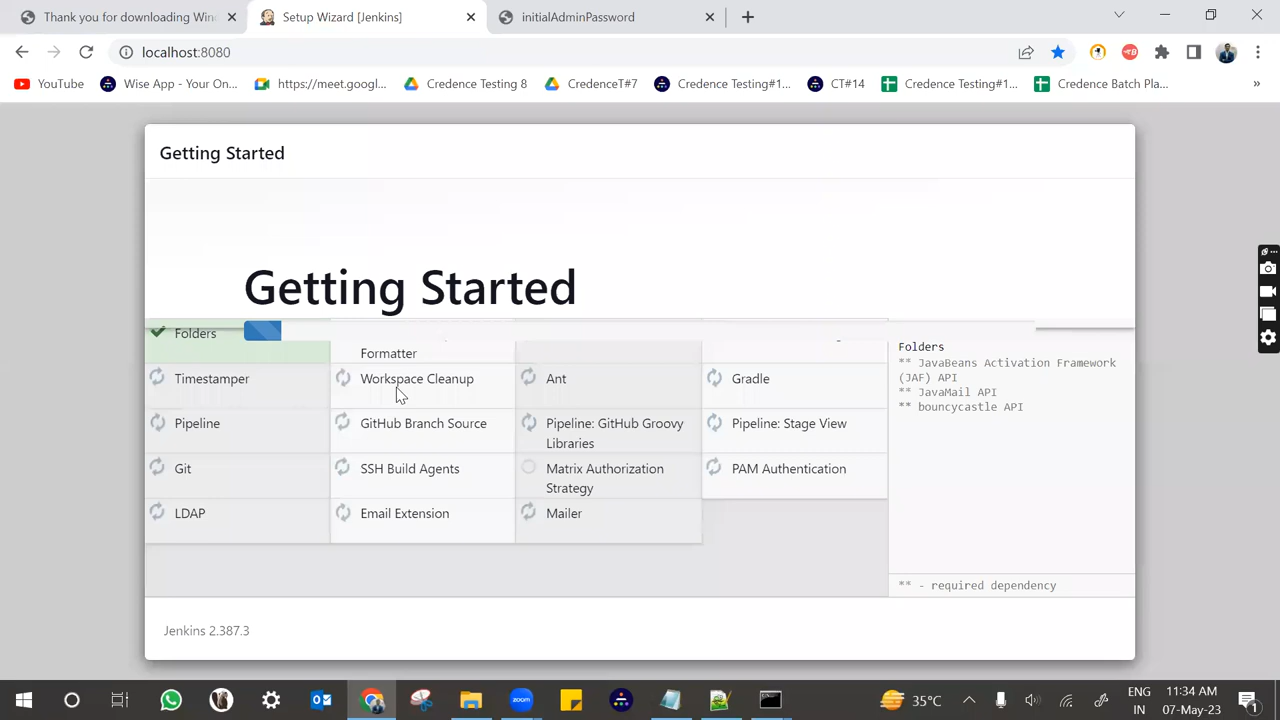 Thank you for downloading Win
Setup Wizard [Jenkins]
initialAdminPassword
localhost:8080
YouTube
Wise App - Your On...
https://meet.googl...
Credence Testing 8
CredenceT#7
Credence Testing#1...
CT#14
Credence Testing#1...
Credence Batch Pla...
»
Getting Started
Getting Started
Folders
Formatter
Timestamper
Workspace Cleanup
Ant
Gradle
Pipeline
GitHub Branch Source
Pipeline: GitHub Groovy
Libraries
Pipeline: Stage View
Git
SSH Build Agents
Matrix Authorization
Strategy
PAM Authentication
LDAP
Email Extension
Mailer
Folders
** JavaBeans Activation Framework
(JAF) API
** JavaMail API
** bouncycastle API
** - required dependency
Jenkins 2.387.3
35°C
ENG
IN
11:34 AM
07-May-23
1